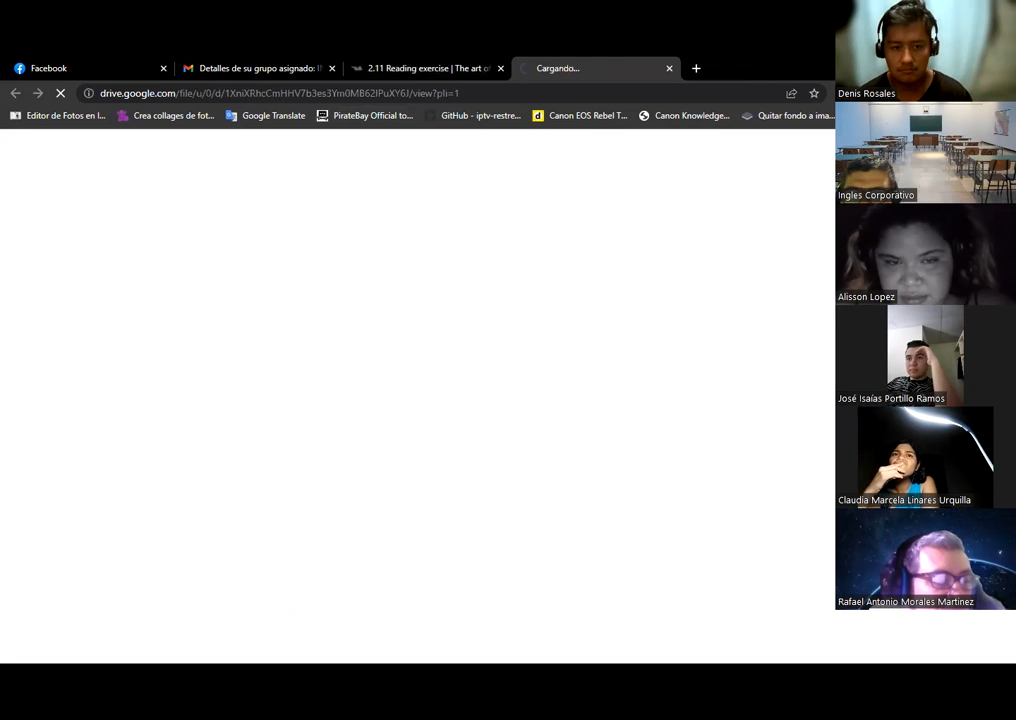 Facebook
Detalles de su grupo asignado: I
2.11 Reading exercise | The art o
Cargando...
drive.google.com/file/u/0/d/1XniXRhcCmHHV7b3es3Ym0MB62IPuXY6J/view?pli=1
Editor de Fotos en l...
Crea collages de fot...
Google Translate
PirateBay Official to...
GitHub - iptv-restre...
Canon EOS Rebel T...
Canon Knowledge...
Quitar fondo a ima...
Denis Rosales
Ingles Corporativo
Alisson Lopez
José Isaías Portillo Ramos
Claudia Marcela Linares Urquilla
Rafael Antonio Morales Martinez